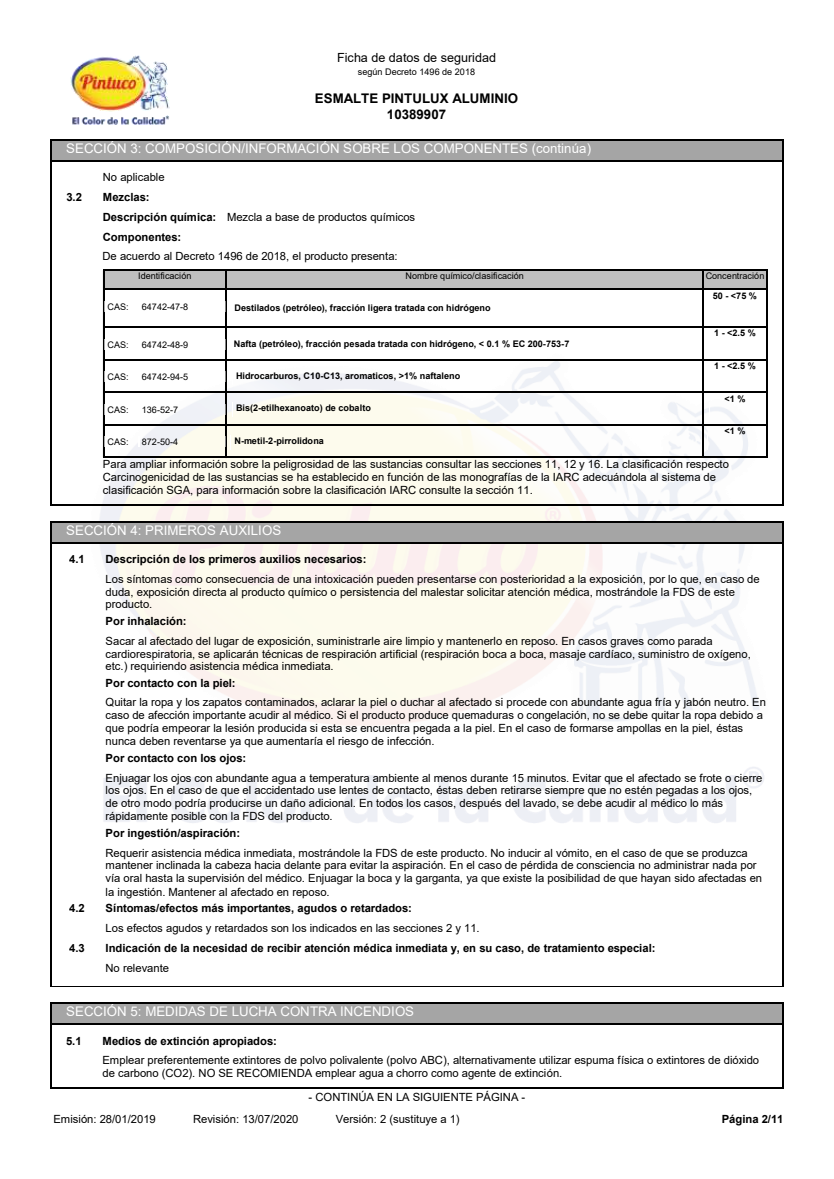 Pintuco
El Color de la Calidad®
Ficha de datos de seguridad
según Decreto 1496 de 2018
ESMALTE PINTULUX ALUMINIO
10389907
SECCIÓN 3: COMPOSICIÓN/INFORMACIÓN SOBRE LOS COMPONENTES (continúa)
No aplicable
3.2 Mezclas:
Descripción química: Mezcla a base de productos químicos
Componentes:
De acuerdo al Decreto 1496 de 2018, el producto presenta:
Identificación Nombre químico/clasificación Concentración
CAS: 64742-47-8 Destilados (petróleo), fracción ligera tratada con hidrógeno 50 - <75 %
CAS: 64742-48-9 Nafta (petróleo), fracción pesada tratada con hidrógeno, < 0.1 % EC 200-753-7 1 - <2.5 %
CAS: 64742-94-5 Hidrocarburos, C10-C13, aromaticos, >1% naftaleno 1 - <2.5 %
CAS: 136-52-7 Bis(2-etilhexanoato) de cobalto <1 %
CAS: 872-50-4 N-metil-2-pirrolidona <1 %
Para ampliar información sobre la peligrosidad de las sustancias consultar las secciones 11, 12 y 16. La clasificación respecto
Carcinogenicidad de las sustancias se ha establecido en función de las monografías de la IARC adecuándola al sistema de
clasificación SGA, para información sobre la clasificación IARC consulte la sección 11.
SECCIÓN 4: PRIMEROS AUXILIOS
4.1 Descripción de los primeros auxilios necesarios:
Los síntomas como consecuencia de una intoxicación pueden presentarse con posterioridad a la exposición, por lo que, en caso de
duda, exposición directa al producto químico o persistencia del malestar solicitar atención médica, mostrándole la FDS de este
producto.
Por inhalación:
Sacar al afectado del lugar de exposición, suministrarle aire limpio y mantenerlo en reposo. En casos graves como parada
cardiorespiratoria, se aplicarán técnicas de respiración artificial (respiración boca a boca, masaje cardíaco, suministro de oxígeno,
etc.) requiriendo asistencia médica inmediata.
Por contacto con la piel:
Quitar la ropa y los zapatos contaminados, aclarar la piel o duchar al afectado si procede con abundante agua fría y jabón neutro. En
caso de afección importante acudir al médico. Si el producto produce quemaduras o congelación, no se debe quitar la ropa debido a
que podría empeorar la lesión producida si esta se encuentra pegada a la piel. En el caso de formarse ampollas en la piel, éstas
nunca deben reventarse ya que aumentaría el riesgo de infección.
Por contacto con los ojos:
Enjuagar los ojos con abundante agua a temperatura ambiente al menos durante 15 minutos. Evitar que el afectado se frote o cierre
los ojos. En el caso de que el accidentado use lentes de contacto, éstas deben retirarse siempre que no estén pegadas a los ojos,
de otro modo podría producirse un daño adicional. En todos los casos, después del lavado, se debe acudir al médico lo más
rápidamente posible con la FDS del producto.
Por ingestión/aspiración:
Requerir asistencia médica inmediata, mostrándole la FDS de este producto. No inducir al vómito, en el caso de que se produzca
mantener inclinada la cabeza hacia delante para evitar la aspiración. En el caso de pérdida de consciencia no administrar nada por
vía oral hasta la supervisión del médico. Enjuagar la boca y la garganta, ya que existe la posibilidad de que hayan sido afectadas en
la ingestión. Mantener al afectado en reposo.
4.2 Síntomas/efectos más importantes, agudos o retardados:
Los efectos agudos y retardados son los indicados en las secciones 2 y 11.
4.3 Indicación de la necesidad de recibir atención médica inmediata y, en su caso, de tratamiento especial:
No relevante
SECCIÓN 5: MEDIDAS DE LUCHA CONTRA INCENDIOS
5.1 Medios de extinción apropiados:
Emplear preferentemente extintores de polvo polivalente (polvo ABC), alternativamente utilizar espuma física o extintores de dióxido
de carbono (CO2). NO SE RECOMIENDA emplear agua a chorro como agente de extinción.
- CONTINÚA EN LA SIGUIENTE PÁGINA -
Emisión: 28/01/2019 Revisión: 13/07/2020 Versión: 2 (sustituye a 1) Página 2/11